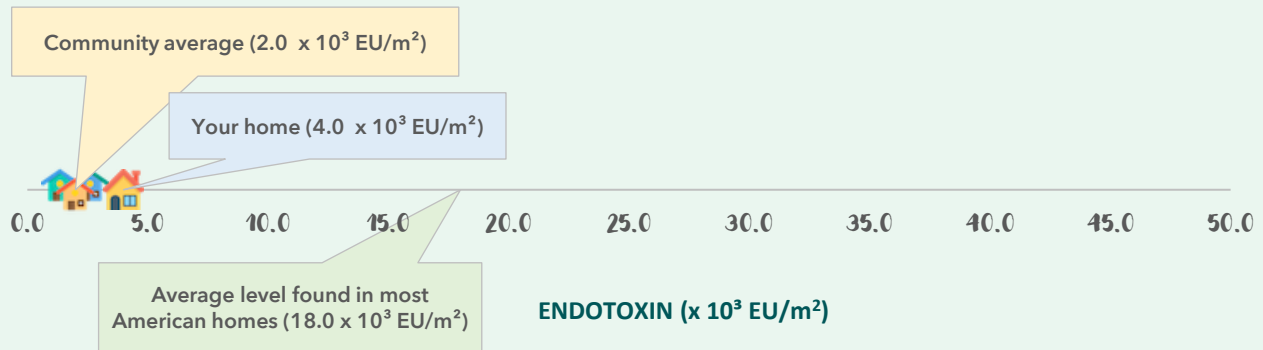 Community average (2.0 x 10³ EU/m²)
Your home (4.0 x 10³ EU/m²)
0.0 5.0 10.0 15.0 20.0 25.0 30.0 35.0 40.0 45.0 50.0
Average level found in most
American homes (18.0 x 10³ EU/m²)
ENDOTOXIN (x 10³ EU/m²)